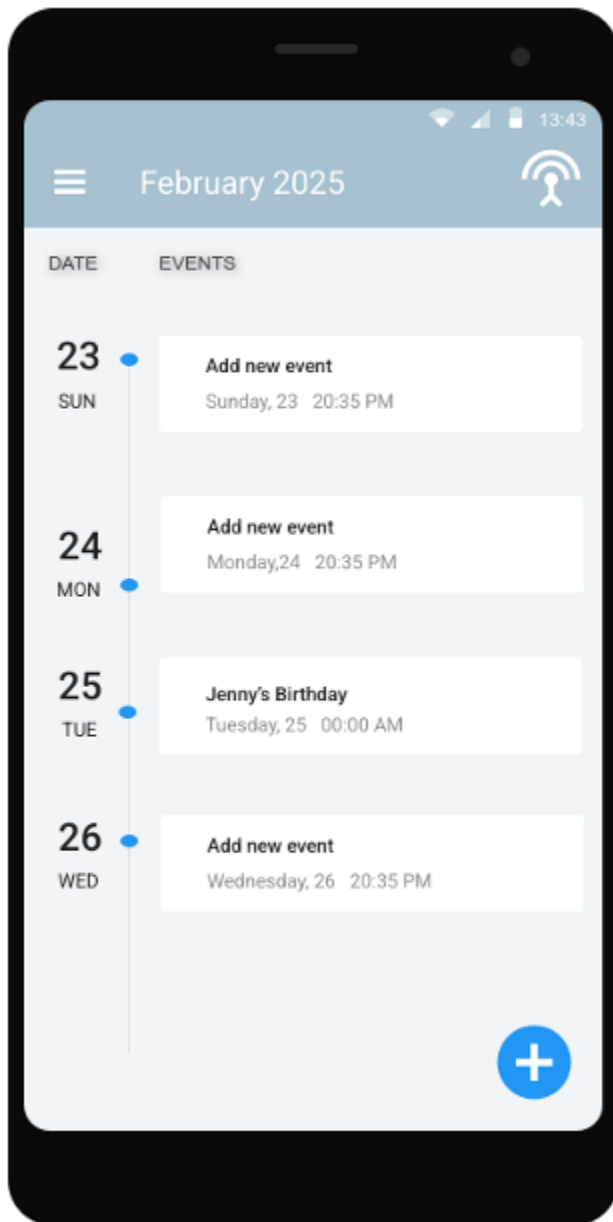 13:43
February 2025
DATE EVENTS
23
SUN
Add new event
Sunday, 23 20:35 PM
24
MON
Add new event
Monday,24 20:35 PM
25
TUE
Jenny's Birthday
Tuesday, 25 00:00 AM
26
WED
Add new event
Wednesday, 26 20:35 PM